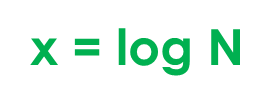 x = log N